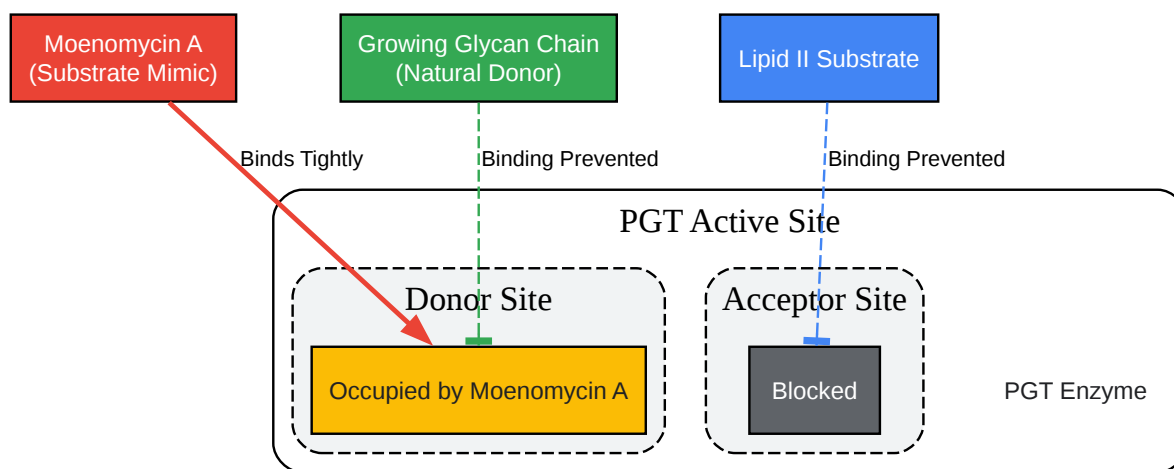 Moenomycin A
(Substrate Mimic)
Growing Glycan Chain
(Natural Donor)
Lipid II Substrate
Binds Tightly
Binding Prevented
Binding Prevented
PGT Active Site
Donor Site
Acceptor Site
Occupied by Moenomycin A
Blocked
PGT Enzyme